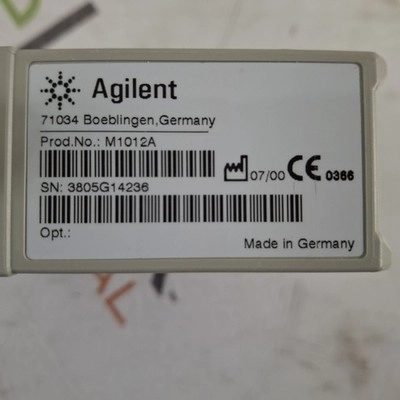 Agilent
71034 Boeblingen,Germany
Prod.No.: M1012A
07/00 CE 0366
SN: 3805G14236
Opt.:
Made in Germany